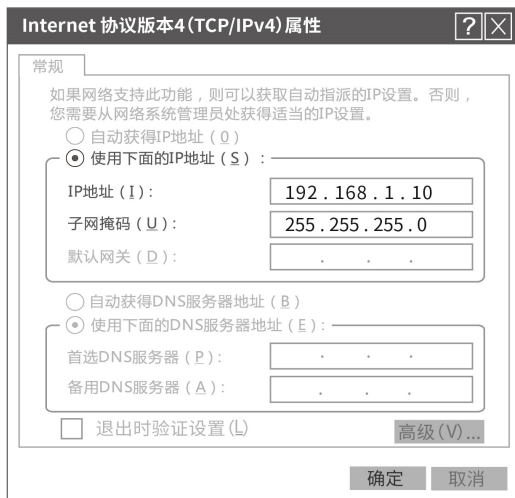 Internet 协议版本4(TCP/IPv4)属性
常规
如果网络支持此功能，则可以获取自动指派的IP设置。否则，
您需要从网络系统管理员处获得适当的IP设置。
自动获得IP地址(0)
使用下面的IP地址(S)：
IP地址(I)： 192.168.1.10
子网掩码(U)： 255.255.255.0
默认网关(D)： . . .
自动获得DNS服务器地址(B)
使用下面的DNS服务器地址(E)：
首选DNS服务器(P)： . . .
备用DNS服务器(A)： . . .
退出时验证设置(L)
高级(V)...
确定 取消